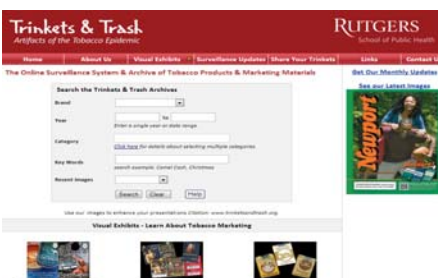 Trinkets & Trash
Artifacts of the Tobacco Epidemic
RUTGERS
School of Public Health
Home
About Us
Visual Exhibits
Surveillance Updates
Share Your Trinkets
Links
Contact U
The Online Surveillance System & Archive of Tobacco Products & Marketing Materials
Get Our Monthly Updates
See our Latest Images
Search the Trinkets & Trash Archives
Brand
Year
to
Enter a single year or date range
Category
Click here for details about selecting multiple categories
Key Words
search example: Camel Cash, Christmas
Recent Images
Search
Clear
Help
Newport
Use our images to enhance your presentations Citation: www.trinketsandtrash.org
Visual Exhibits - Learn About Tobacco Marketing